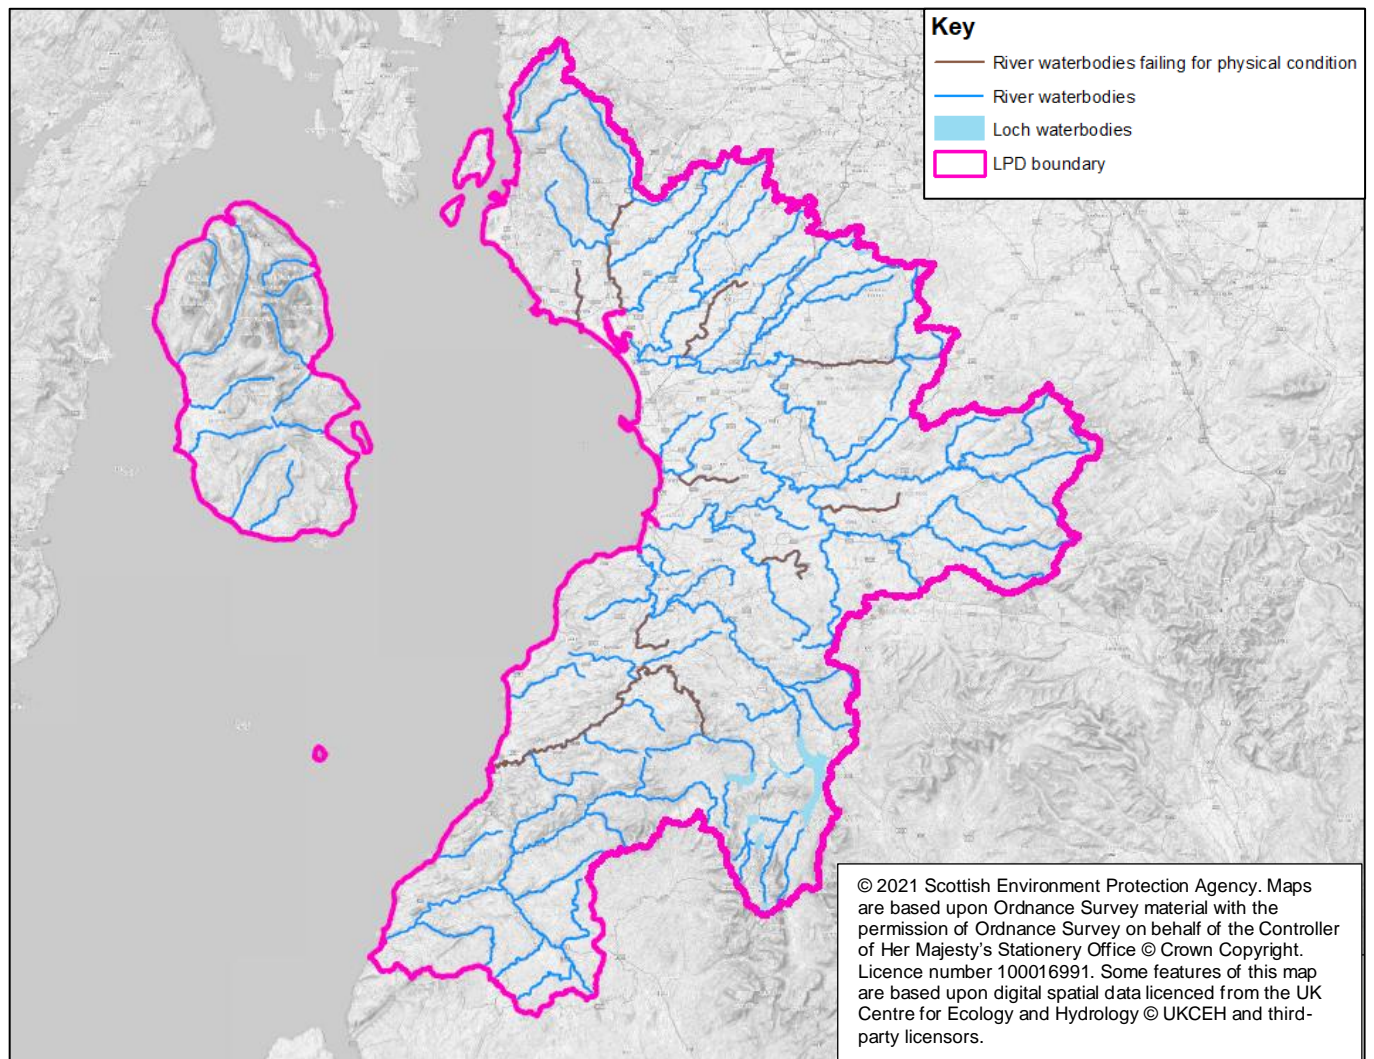 Key
River waterbodies failing for physical condition
River waterbodies
Loch waterbodies
LPD boundary
© 2021 Scottish Environment Protection Agency. Maps
are based upon Ordnance Survey material with the
permission of Ordnance Survey on behalf of the Controller
of Her Majesty's Stationery Office © Crown Copyright.
Licence number 100016991. Some features of this map
are based upon digital spatial data licenced from the UK
Centre for Ecology and Hydrology © UKCEH and third-
party licensors.